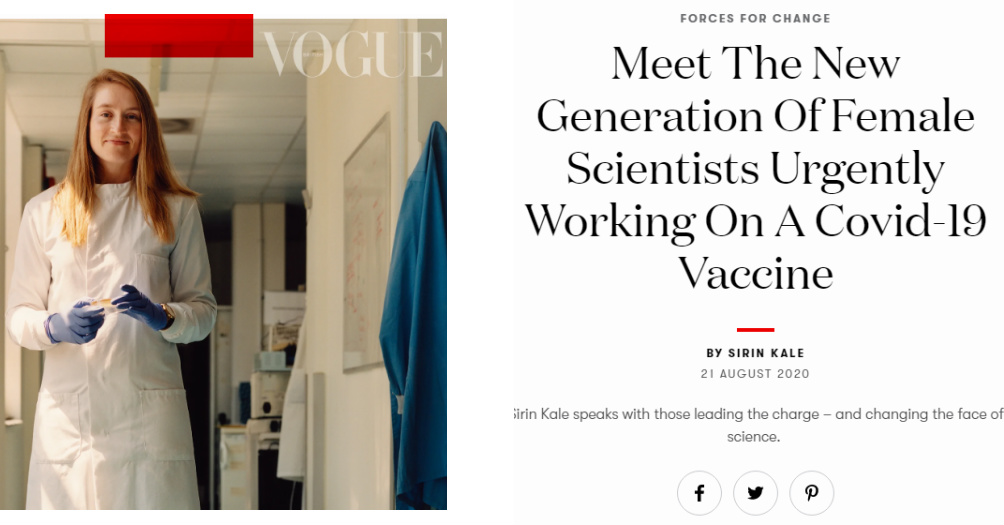 VOGUE
FORCES FOR CHANGE
Meet The New
Generation Of Female
Scientists Urgently
Working On A Covid-19
Vaccine
BY SIRIN KALE
21 AUGUST 2020
Sirin Kale speaks with those leading the charge – and changing the face of
science.